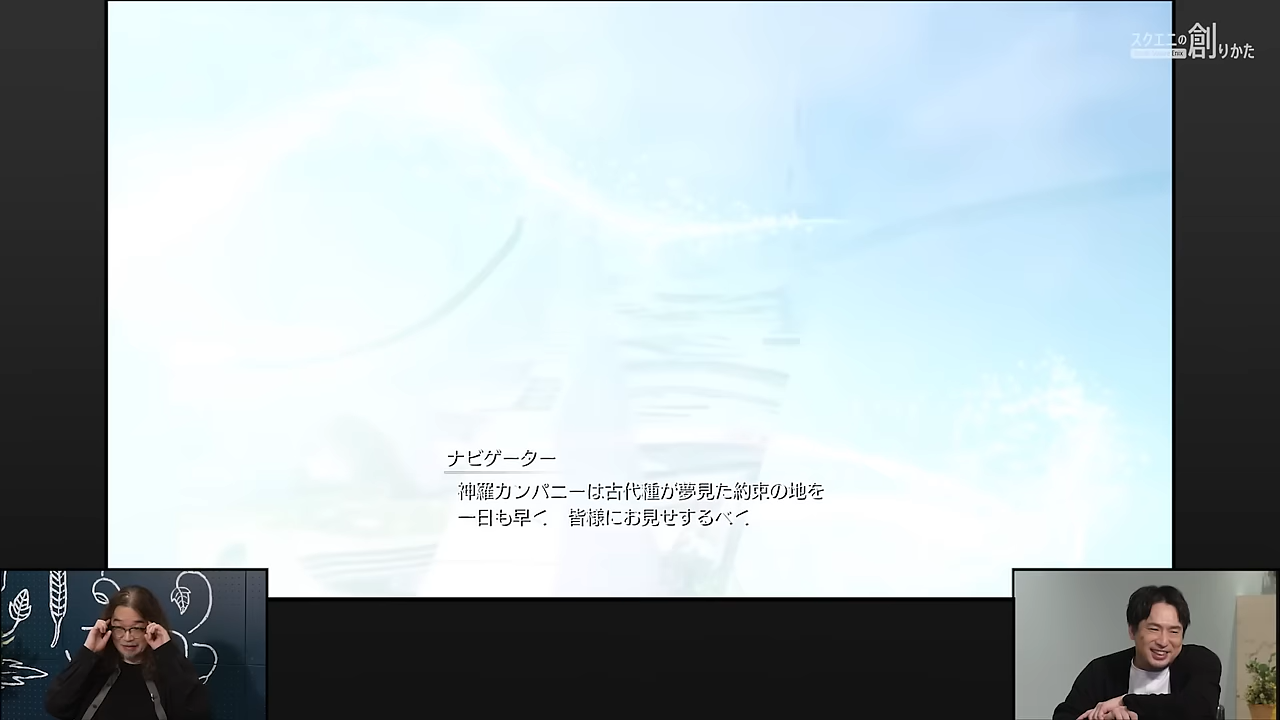 スクエニの創りかた
ナビゲーター
神羅カンパニーは古代種が夢見た約束の地を
一日も早く 皆様にお見せするべく